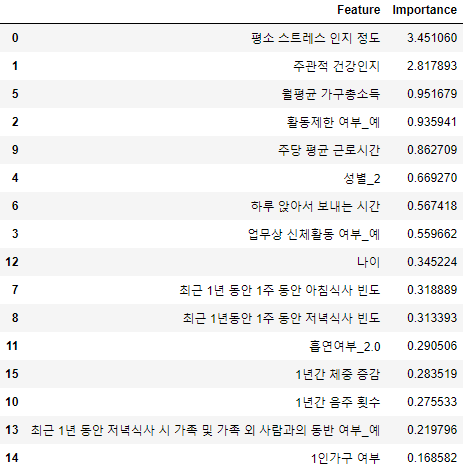 Feature Importance
0 평소 스트레스 인지 정도 3.451060
1 주관적 건강인지 2.817893
5 월평균 가구총소득 0.951679
2 활동제한 여부_예 0.935941
9 주당 평균 근로시간 0.862709
4 성별_2 0.669270
6 하루 앉아서 보내는 시간 0.567418
3 업무상 신체활동 여부_예 0.559662
12 나이 0.345224
7 최근 1년 동안 1주 동안 아침식사 빈도 0.318889
8 최근 1년동안 1주 동안 저녁식사 빈도 0.313393
11 흡연여부_2.0 0.290506
15 1년간 체중 증감 0.283519
10 1년간 음주 횟수 0.275533
13 최근 1년 동안 저녁식사 시 가족 및 가족 외 사람과의 동반 여부_예 0.219796
14 1인가구 여부 0.168582